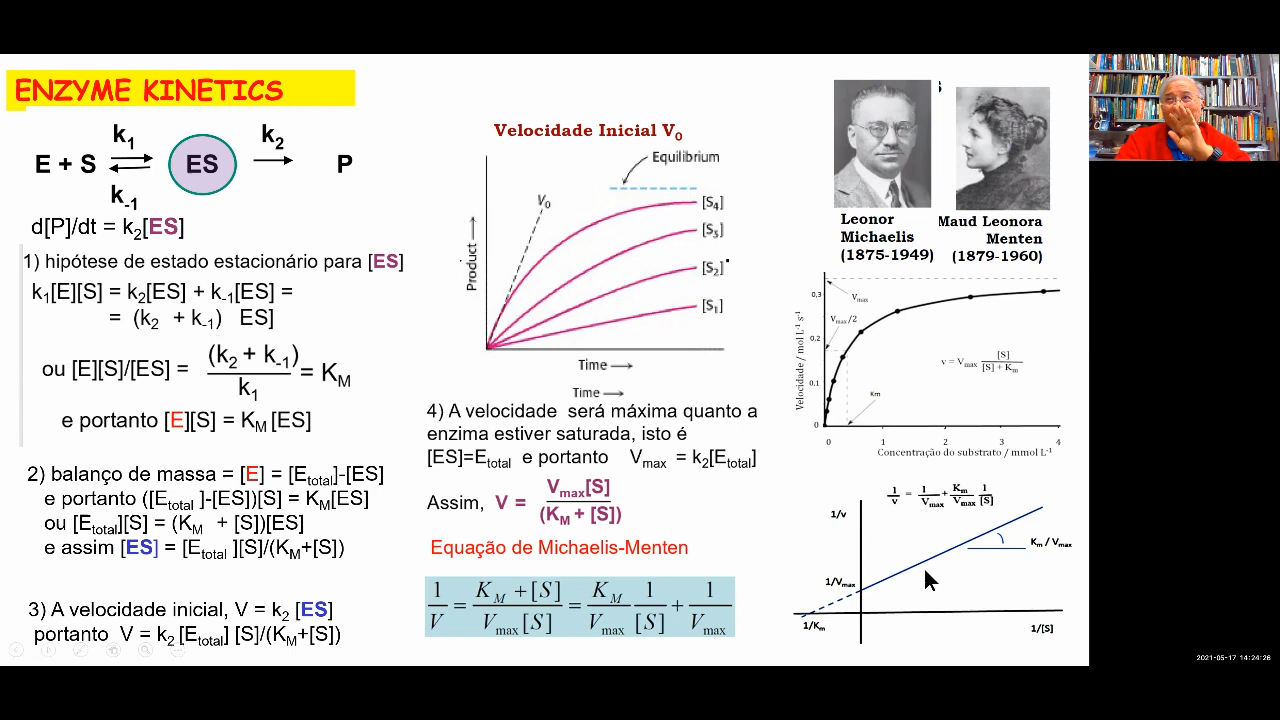 ENZYME KINETICS
k1
k2
E + S
ES
P
k-1
d[P]/dt = k2[ES]
1) hipótese de estado estacionário para [ES]
k1[E][S] = k2[ES] + k-1[ES] =
= (k2 + k-1) ES]
ou [E][S]/[ES] = (k2 + k-1)/k1 = KM
e portanto [E][S] = KM [ES]
2) balanço de massa = [E] = [Etotal]-[ES]
e portanto ([Etotal ]-[ES])[S] = KM[ES]
ou [Etotal][S] = (KM + [S])[ES]
e assim [ES] = [Etotal ][S]/(KM+[S])
3) A velocidade inicial, V = k2 [ES]
portanto V = k2 [Etotal] [S]/(KM+[S])
Velocidade Inicial V0
Equilibrium
V0
[S4]
[S3]
[S2]
[S1]
Product
Time
Time
4) A velocidade será máxima quanto a
enzima estiver saturada, isto é
[ES]=Etotal e portanto Vmax = k2[Etotal]
Assim, V = Vmax[S]/(KM + [S])
Equação de Michaelis-Menten
1/V = KM + [S]/Vmax [S] = KM/Vmax 1/[S] + 1/Vmax
s
Leonor
Michaelis
(1875-1949)
Maud Leonora
Menten
(1879-1960)
0,3
Vmax
Vmax/2
0,2
v = Vmax [S]/[S] + Km
0,1
Km
0
0 1 2 3 4
Velocidade / mol L-1 s-1
Concentração do substrato / mmol L-1
1/v = 1/Vmax + Km/Vmax 1/[S]
1/v
Km / Vmax
1/Vmax
1/Km
1/[S]
2021-05-17 14:24:26